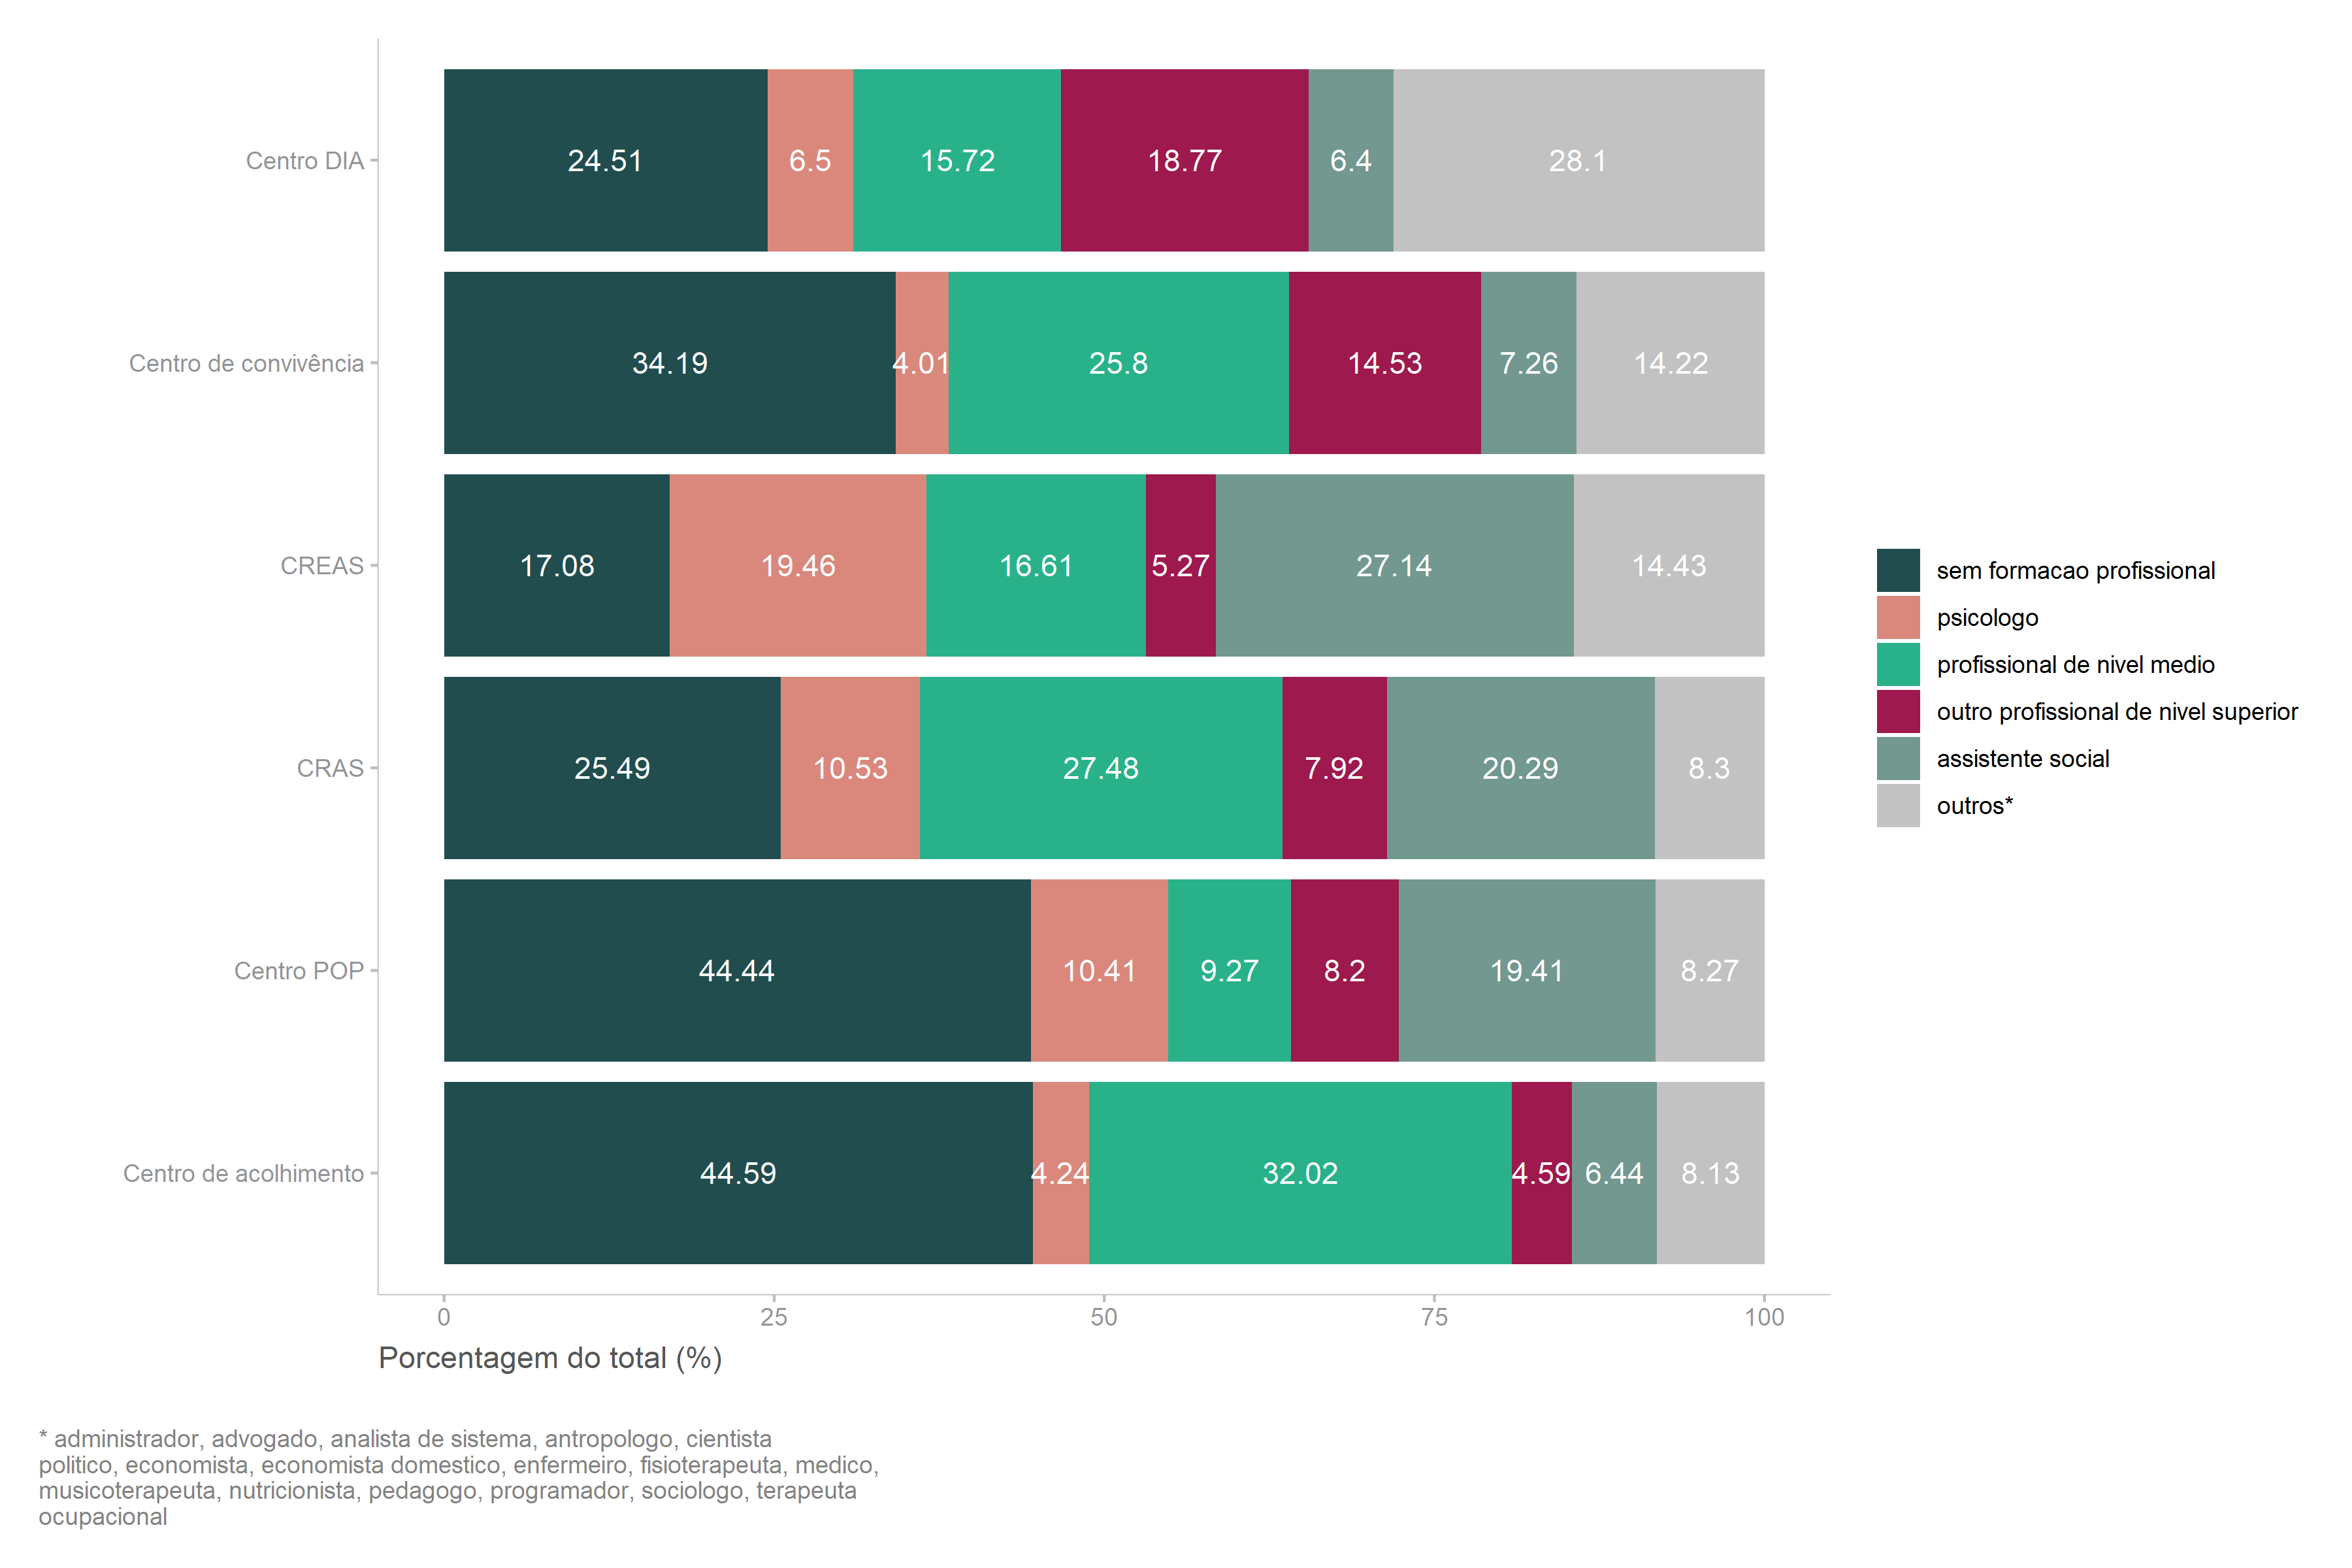 Centro DIA
24.51 6.5 15.72 18.77 6.4 28.1
Centro de convivência
34.19 4.01 25.8 14.53 7.26 14.22
CREAS
17.08 19.46 16.61 5.27 27.14 14.43
CRAS
25.49 10.53 27.48 7.92 20.29 8.3
Centro POP
44.44 10.41 9.27 8.2 19.41 8.27
Centro de acolhimento
44.59 4.24 32.02 4.59 6.44 8.13
0 25 50 75 100
Porcentagem do total (%)
sem formacao profissional
psicologo
profissional de nivel medio
outro profissional de nivel superior
assistente social
outros*
* administrador, advogado, analista de sistema, antropologo, cientista
politico, economista, economista domestico, enfermeiro, fisioterapeuta, medico,
musicoterapeuta, nutricionista, pedagogo, programador, sociologo, terapeuta
ocupacional